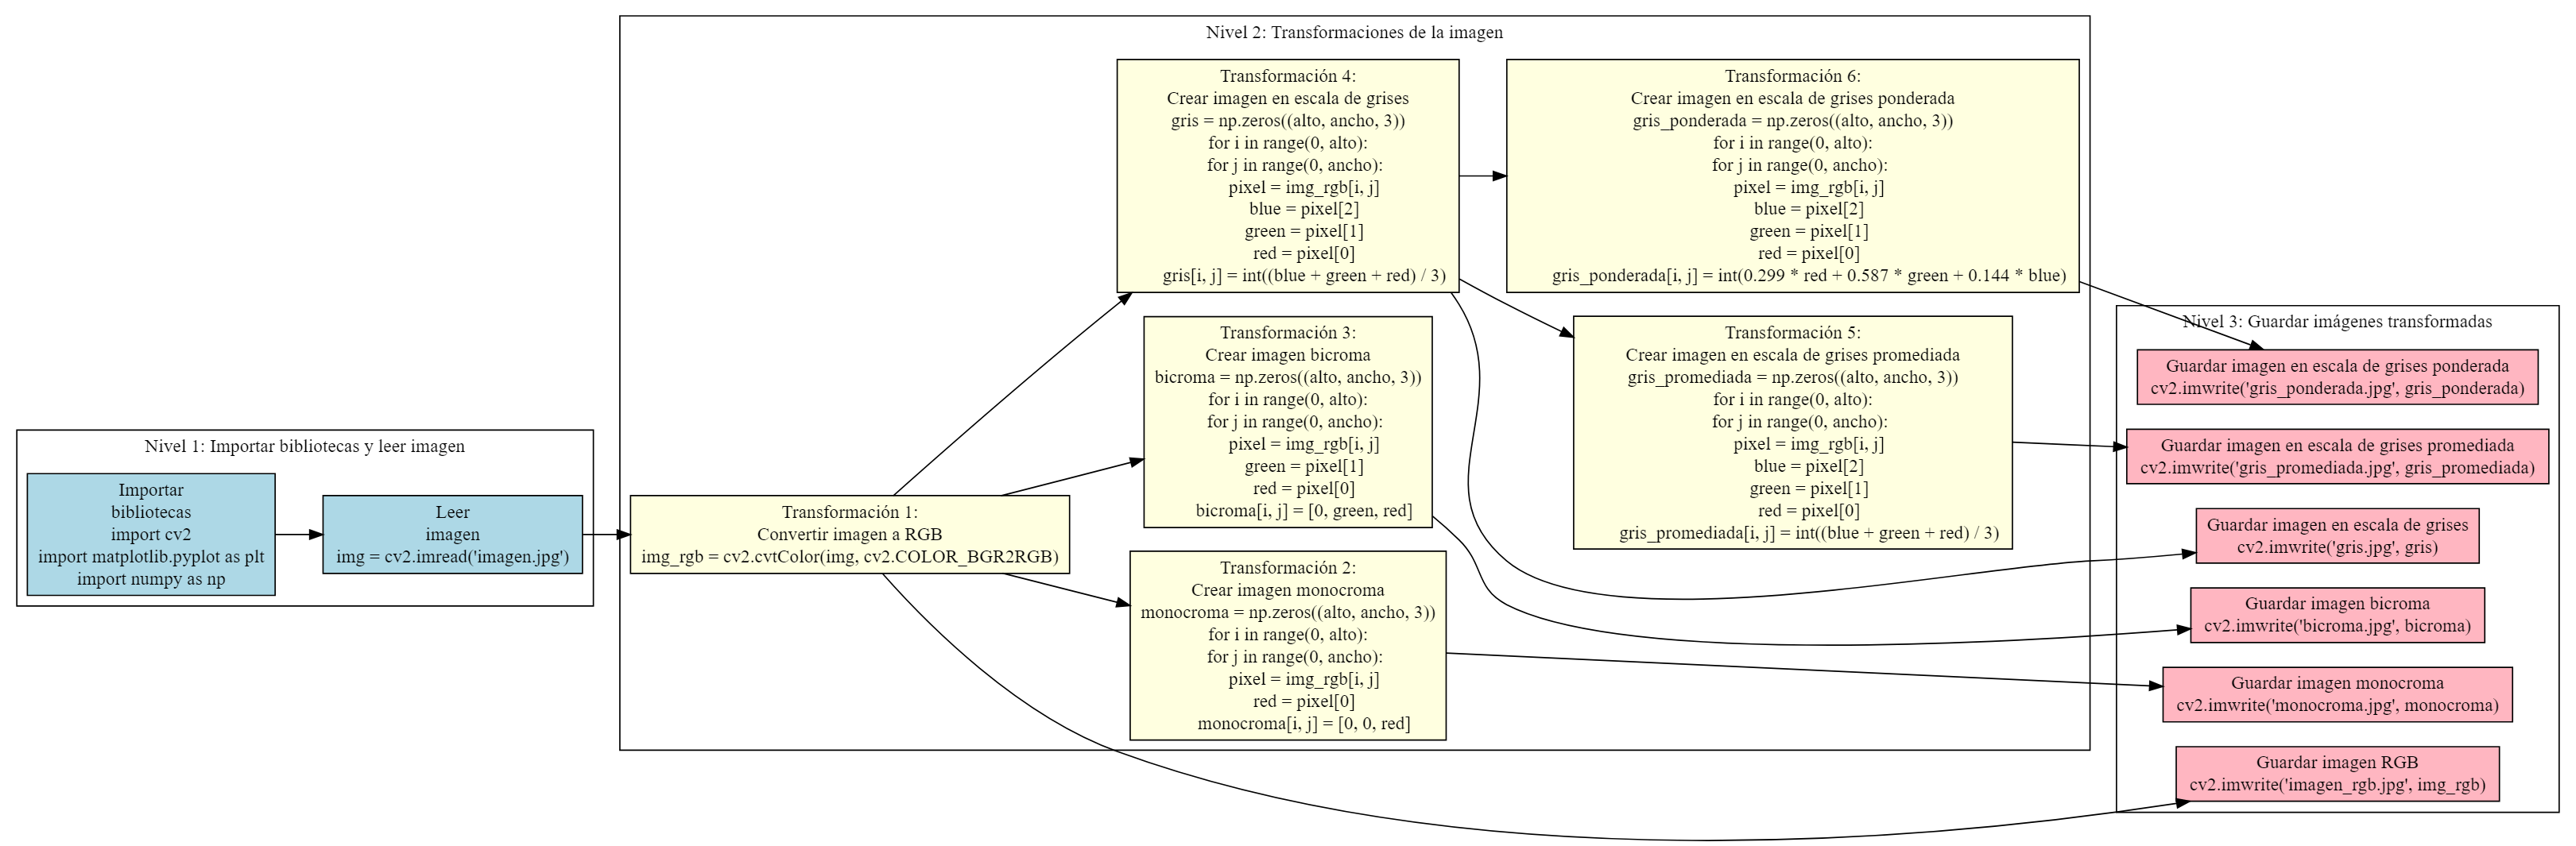 Nivel 1: Importar bibliotecas y leer imagen
Importar
bibliotecas
import cv2
import matplotlib.pyplot as plt
import numpy as np
Leer
imagen
img = cv2.imread('imagen.jpg')
Nivel 2: Transformaciones de la imagen
Transformación 1:
Convertir imagen a RGB
img_rgb = cv2.cvtColor(img, cv2.COLOR_BGR2RGB)
Transformación 4:
Crear imagen en escala de grises
gris = np.zeros((alto, ancho, 3))
for i in range(0, alto):
for j in range(0, ancho):
pixel = img_rgb[i, j]
blue = pixel[2]
green = pixel[1]
red = pixel[0]
gris[i, j] = int((blue + green + red) / 3)
Transformación 3:
Crear imagen bicroma
bicroma = np.zeros((alto, ancho, 3))
for i in range(0, alto):
for j in range(0, ancho):
pixel = img_rgb[i, j]
green = pixel[1]
red = pixel[0]
bicroma[i, j] = [0, green, red]
Transformación 2:
Crear imagen monocroma
monocroma = np.zeros((alto, ancho, 3))
for i in range(0, alto):
for j in range(0, ancho):
pixel = img_rgb[i, j]
red = pixel[0]
monocroma[i, j] = [0, 0, red]
Transformación 6:
Crear imagen en escala de grises ponderada
gris_ponderada = np.zeros((alto, ancho, 3))
for i in range(0, alto):
for j in range(0, ancho):
pixel = img_rgb[i, j]
blue = pixel[2]
green = pixel[1]
red = pixel[0]
gris_ponderada[i, j] = int(0.299 * red + 0.587 * green + 0.144 * blue)
Transformación 5:
Crear imagen en escala de grises promediada
gris_promediada = np.zeros((alto, ancho, 3))
for i in range(0, alto):
for j in range(0, ancho):
pixel = img_rgb[i, j]
blue = pixel[2]
green = pixel[1]
red = pixel[0]
gris_promediada[i, j] = int((blue + green + red) / 3)
Nivel 3: Guardar imágenes transformadas
Guardar imagen en escala de grises ponderada
cv2.imwrite('gris_ponderada.jpg', gris_ponderada)
Guardar imagen en escala de grises promediada
cv2.imwrite('gris_promediada.jpg', gris_promediada)
Guardar imagen en escala de grises
cv2.imwrite('gris.jpg', gris)
Guardar imagen bicroma
cv2.imwrite('bicroma.jpg', bicroma)
Guardar imagen monocroma
cv2.imwrite('monocroma.jpg', monocroma)
Guardar imagen RGB
cv2.imwrite('imagen_rgb.jpg', img_rgb)